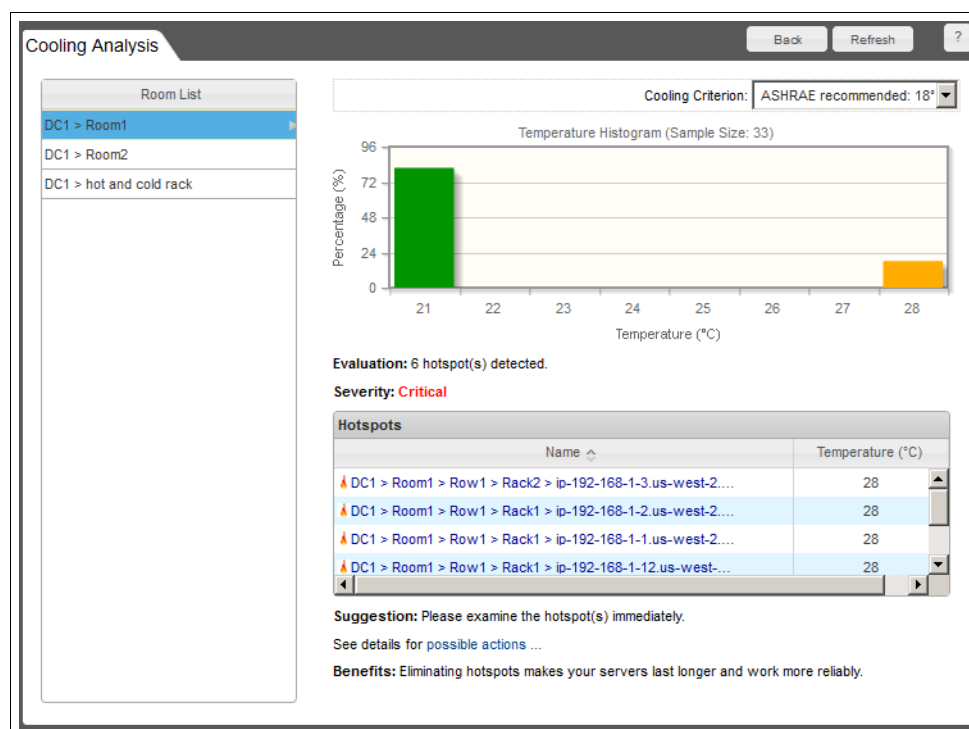 Cooling Analysis
Back
Refresh
?
Room List
DC1 > Room1
DC1 > Room2
DC1 > hot and cold rack
Cooling Criterion: ASHRAE recommended: 18°
Temperature Histogram (Sample Size: 33)
Percentage (%)
96
72
48
24
0
21 22 23 24 25 26 27 28
Temperature (°C)
Evaluation: 6 hotspot(s) detected.
Severity: Critical
Hotspots
Name Temperature (°C)
DC1 > Room1 > Row1 > Rack2 > ip-192-168-1-3.us-west-2.... 28
DC1 > Room1 > Row1 > Rack1 > ip-192-168-1-2.us-west-2.... 28
DC1 > Room1 > Row1 > Rack1 > ip-192-168-1-1.us-west-2.... 28
DC1 > Room1 > Row1 > Rack1 > ip-192-168-1-12.us-west-... 28
Suggestion: Please examine the hotspot(s) immediately.
See details for possible actions ...
Benefits: Eliminating hotspots makes your servers last longer and work more reliably.